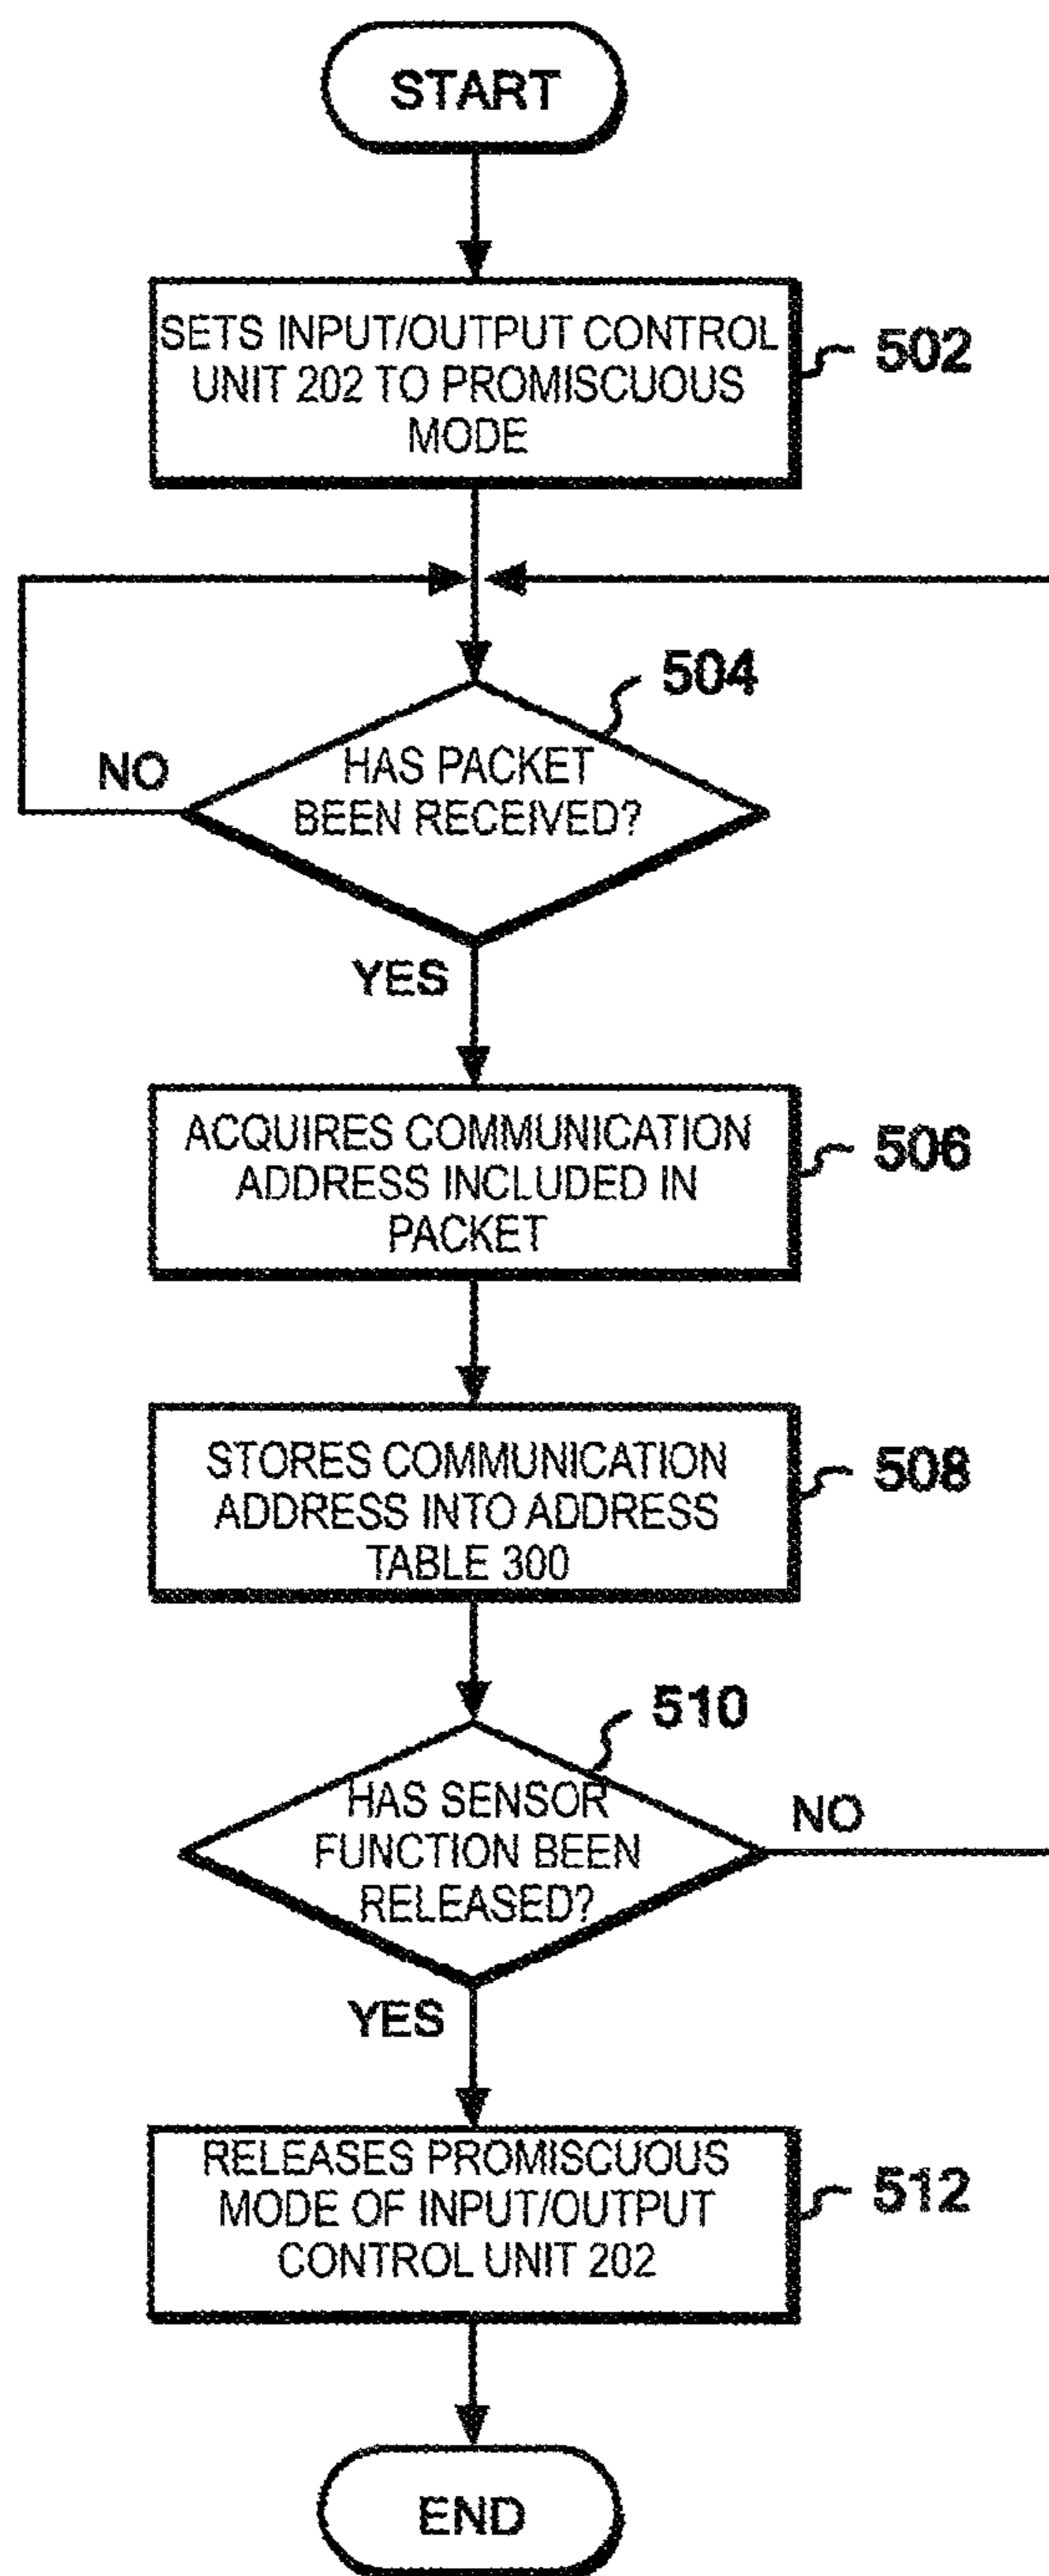 START
SETS INPUT/OUTPUT CONTROL
UNIT 202 TO PROMISCUOUS
MODE
502
504
HAS PACKET
BEEN RECEIVED?
NO
YES
ACQUIRES COMMUNICATION
ADDRESS INCLUDED IN
PACKET
506
STORES COMMUNICATION
ADDRESS INTO ADDRESS
TABLE 300
508
510
HAS SENSOR
FUNCTION BEEN
RELEASED?
NO
YES
RELEASES PROMISCUOUS
MODE OF INPUT/OUTPUT
CONTROL UNIT 202
512
END